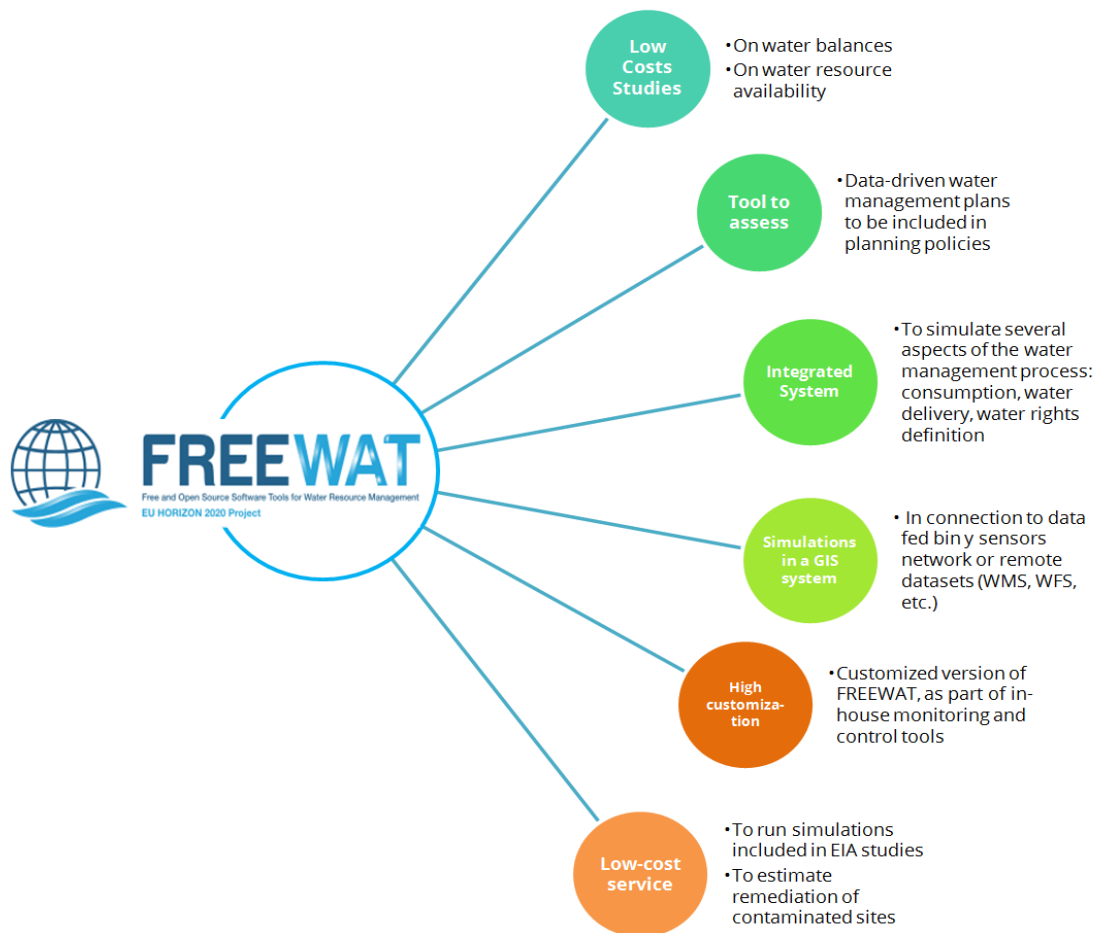 FREEWAT
Free and Open Source Software Tools for Water Resource Management
EU HORIZON 2020 Project
Low
Costs
Studies
•On water balances
•On water resource
availability
Tool to
assess
•Data-driven water
management plans
to be included in
planning policies
Integrated
System
•To simulate several
aspects of the water
management process:
consumption, water
delivery, water rights
definition
Simulations
in a GIS
system
• In connection to data
fed bin y sensors
network or remote
datasets (WMS, WFS,
etc.)
High
customiza-
tion
•Customized version of
FREEWAT, as part of in-
house monitoring and
control tools
Low-cost
service
•To run simulations
included in EIA studies
•To estimate
remediation of
contaminated sites